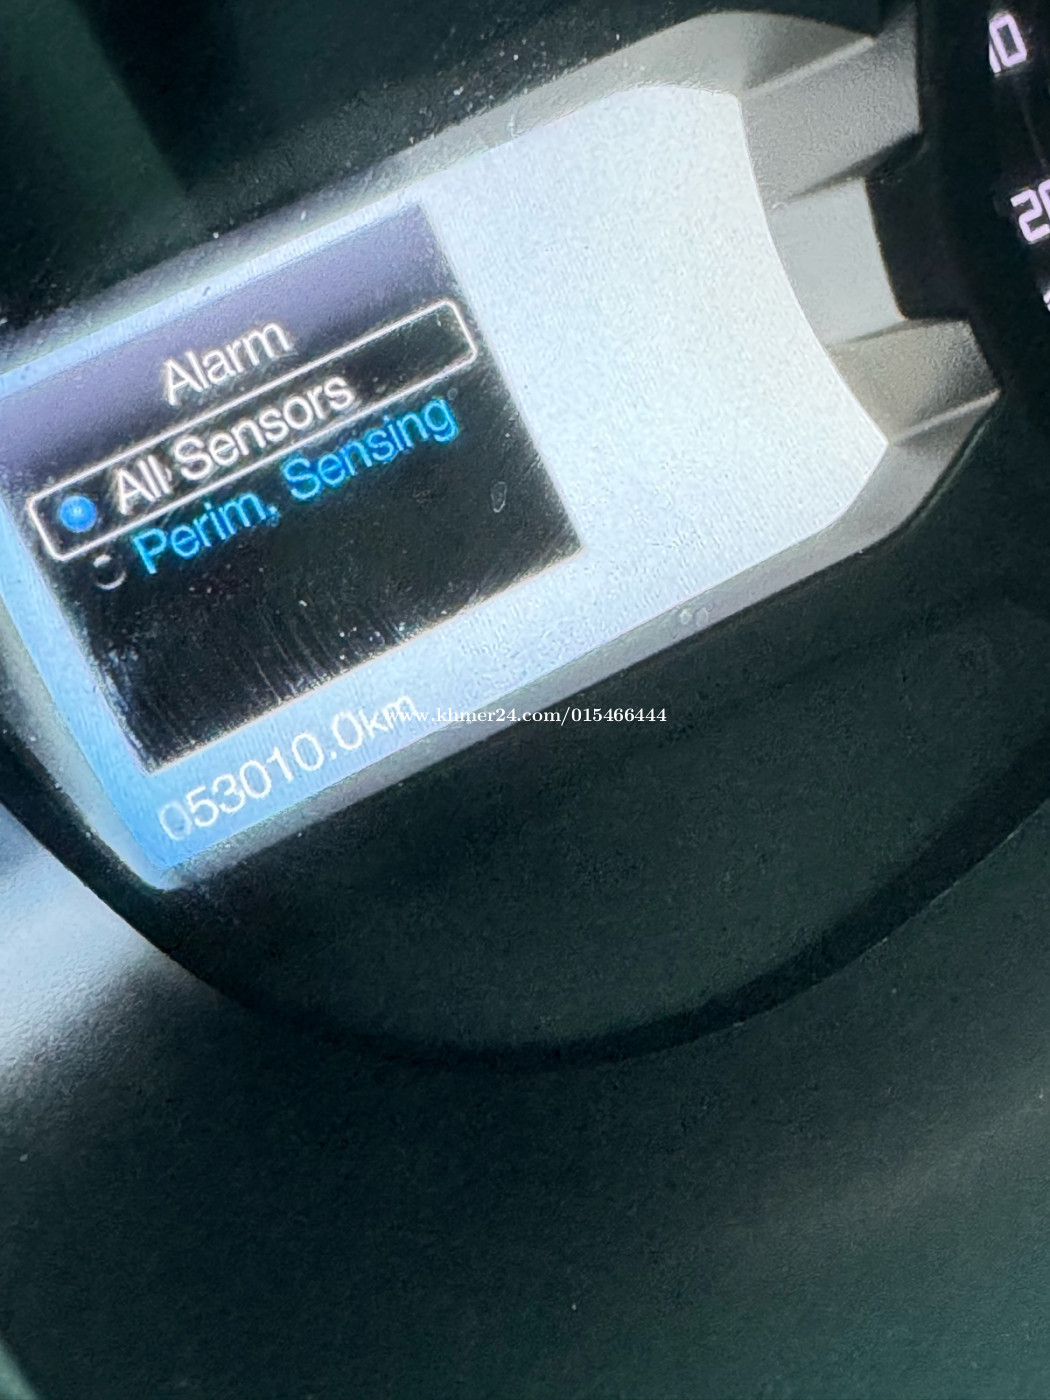 Alarm
All Sensors
Perim, Sensing
053010.0km
www.khmer24.com/015466444